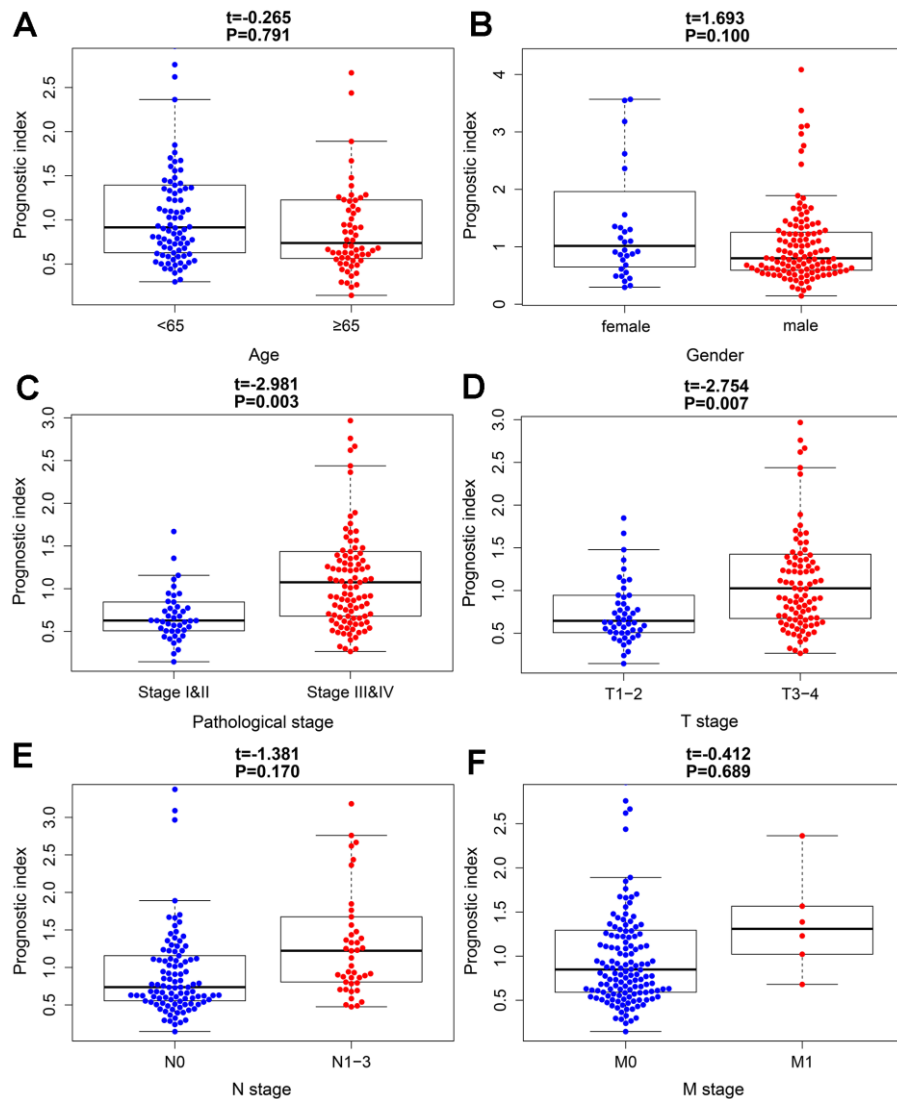 A
t=-0.265
P=0.791
Prognostic index
2.5
2.0
1.5
1.0
0.5
<65
≥65
Age
B
t=1.693
P=0.100
Prognostic index
4
3
2
1
0
female
male
Gender
C
t=-2.981
P=0.003
Prognostic index
3.0
2.5
2.0
1.5
1.0
0.5
Stage I&II
Stage III&IV
Pathological stage
D
t=-2.754
P=0.007
Prognostic index
3.0
2.5
2.0
1.5
1.0
0.5
T1−2
T3−4
T stage
E
t=-1.381
P=0.170
Prognostic index
3.0
2.5
2.0
1.5
1.0
0.5
N0
N1−3
N stage
F
t=-0.412
P=0.689
Prognostic index
2.5
2.0
1.5
1.0
0.5
M0
M1
M stage